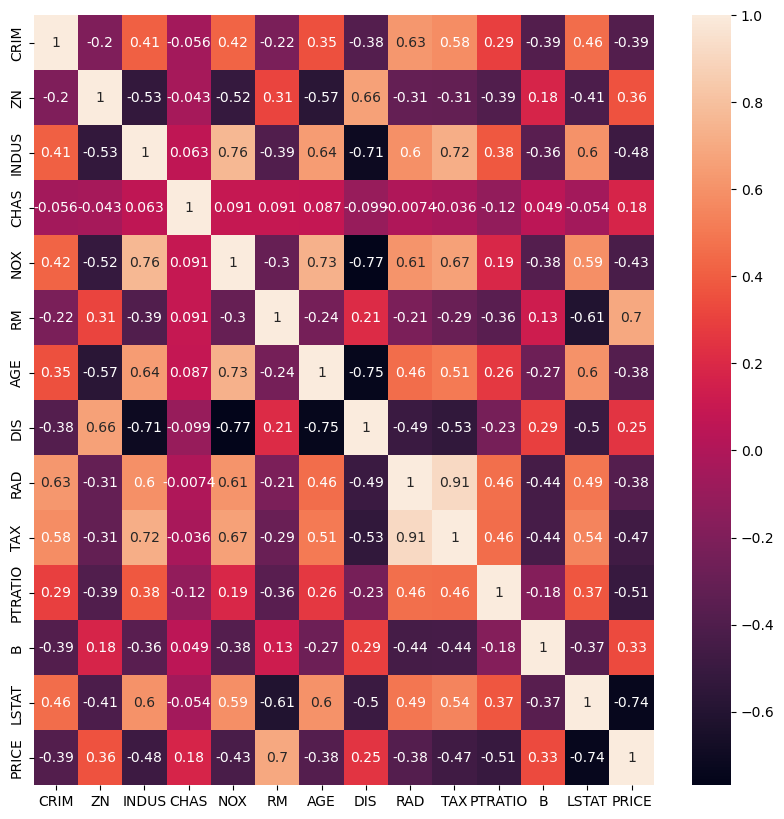 CRIM 1 -0.2 0.41 -0.056 0.42 -0.22 0.35 -0.38 0.63 0.58 0.29 -0.39 0.46 -0.39
ZN -0.2 1 -0.53 -0.043 -0.52 0.31 -0.57 0.66 -0.31 -0.31 -0.39 0.18 -0.41 0.36
INDUS 0.41 -0.53 1 0.063 0.76 -0.39 0.64 -0.71 0.6 0.72 0.38 -0.36 0.6 -0.48
CHAS -0.056 -0.043 0.063 1 0.091 0.091 0.087 -0.099 -0.0074 -0.036 -0.12 0.049 -0.054 0.18
NOX 0.42 -0.52 0.76 0.091 1 -0.3 0.73 -0.77 0.61 0.67 0.19 -0.38 0.59 -0.43
RM -0.22 0.31 -0.39 0.091 -0.3 1 -0.24 0.21 -0.21 -0.29 -0.36 0.13 -0.61 0.7
AGE 0.35 -0.57 0.64 0.087 0.73 -0.24 1 -0.75 0.46 0.51 0.26 -0.27 0.6 -0.38
DIS -0.38 0.66 -0.71 -0.099 -0.77 0.21 -0.75 1 -0.49 -0.53 -0.23 0.29 -0.5 0.25
RAD 0.63 -0.31 0.6 -0.0074 0.61 -0.21 0.46 -0.49 1 0.91 0.46 -0.44 0.49 -0.38
TAX 0.58 -0.31 0.72 -0.036 0.67 -0.29 0.51 -0.53 0.91 1 0.46 -0.44 0.54 -0.47
PTRATIO 0.29 -0.39 0.38 -0.12 0.19 -0.36 0.26 -0.23 0.46 0.46 1 -0.18 0.37 -0.51
B -0.39 0.18 -0.36 0.049 -0.38 0.13 -0.27 0.29 -0.44 -0.44 -0.18 1 -0.37 0.33
LSTAT 0.46 -0.41 0.6 -0.054 0.59 -0.61 0.6 -0.5 0.49 0.54 0.37 -0.37 1 -0.74
PRICE -0.39 0.36 -0.48 0.18 -0.43 0.7 -0.38 0.25 -0.38 -0.47 -0.51 0.33 -0.74 1
CRIM ZN INDUS CHAS NOX RM AGE DIS RAD TAX PTRATIO B LSTAT PRICE
1.0
0.8
0.6
0.4
0.2
0.0
−0.2
−0.4
−0.6